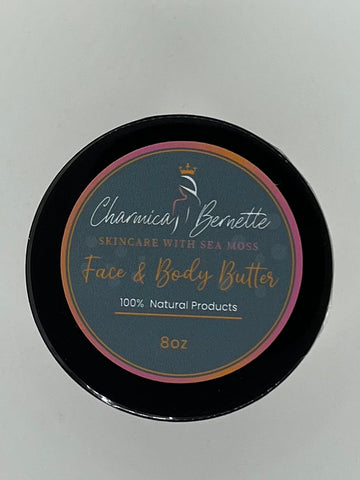 Charmica Bernette
SKINCARE WITH SEA MOSS
Face & Body Butter
100% Natural Products
8oz